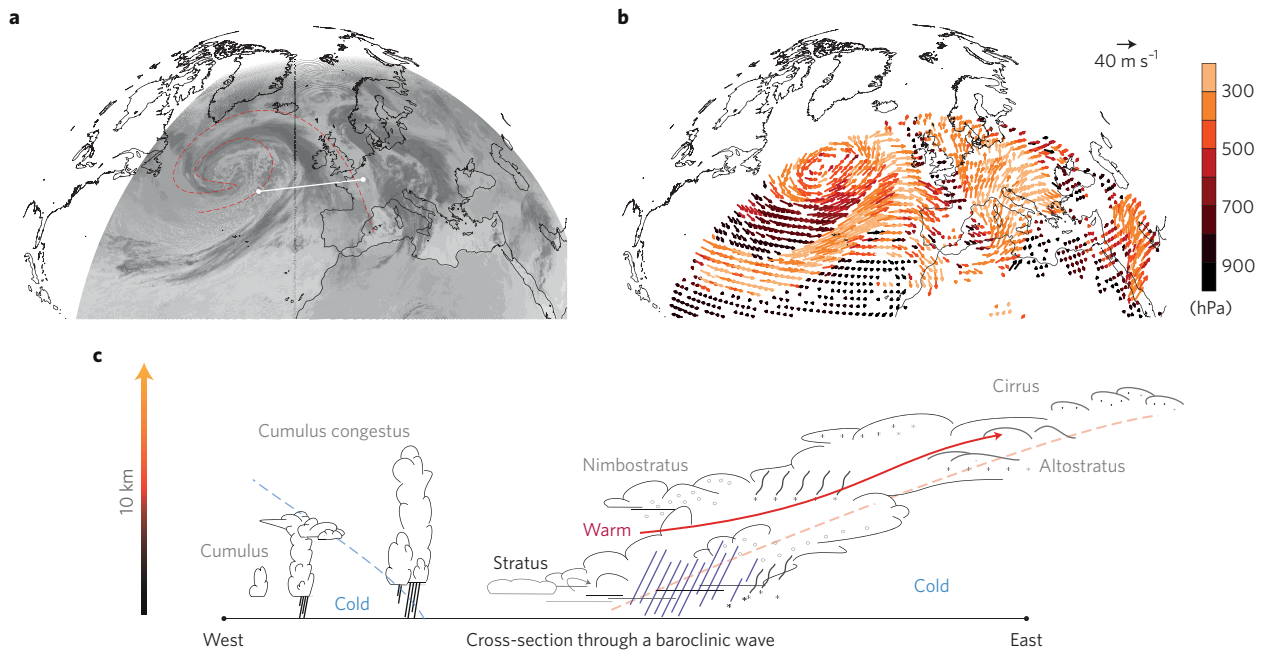 a
b
40 m s⁻¹
300
500
700
900
(hPa)
c
10 km
Cumulus congestus
Cumulus
Cold
Stratus
Nimbostratus
Warm
Cirrus
Altostratus
Cold
West
Cross-section through a baroclinic wave
East